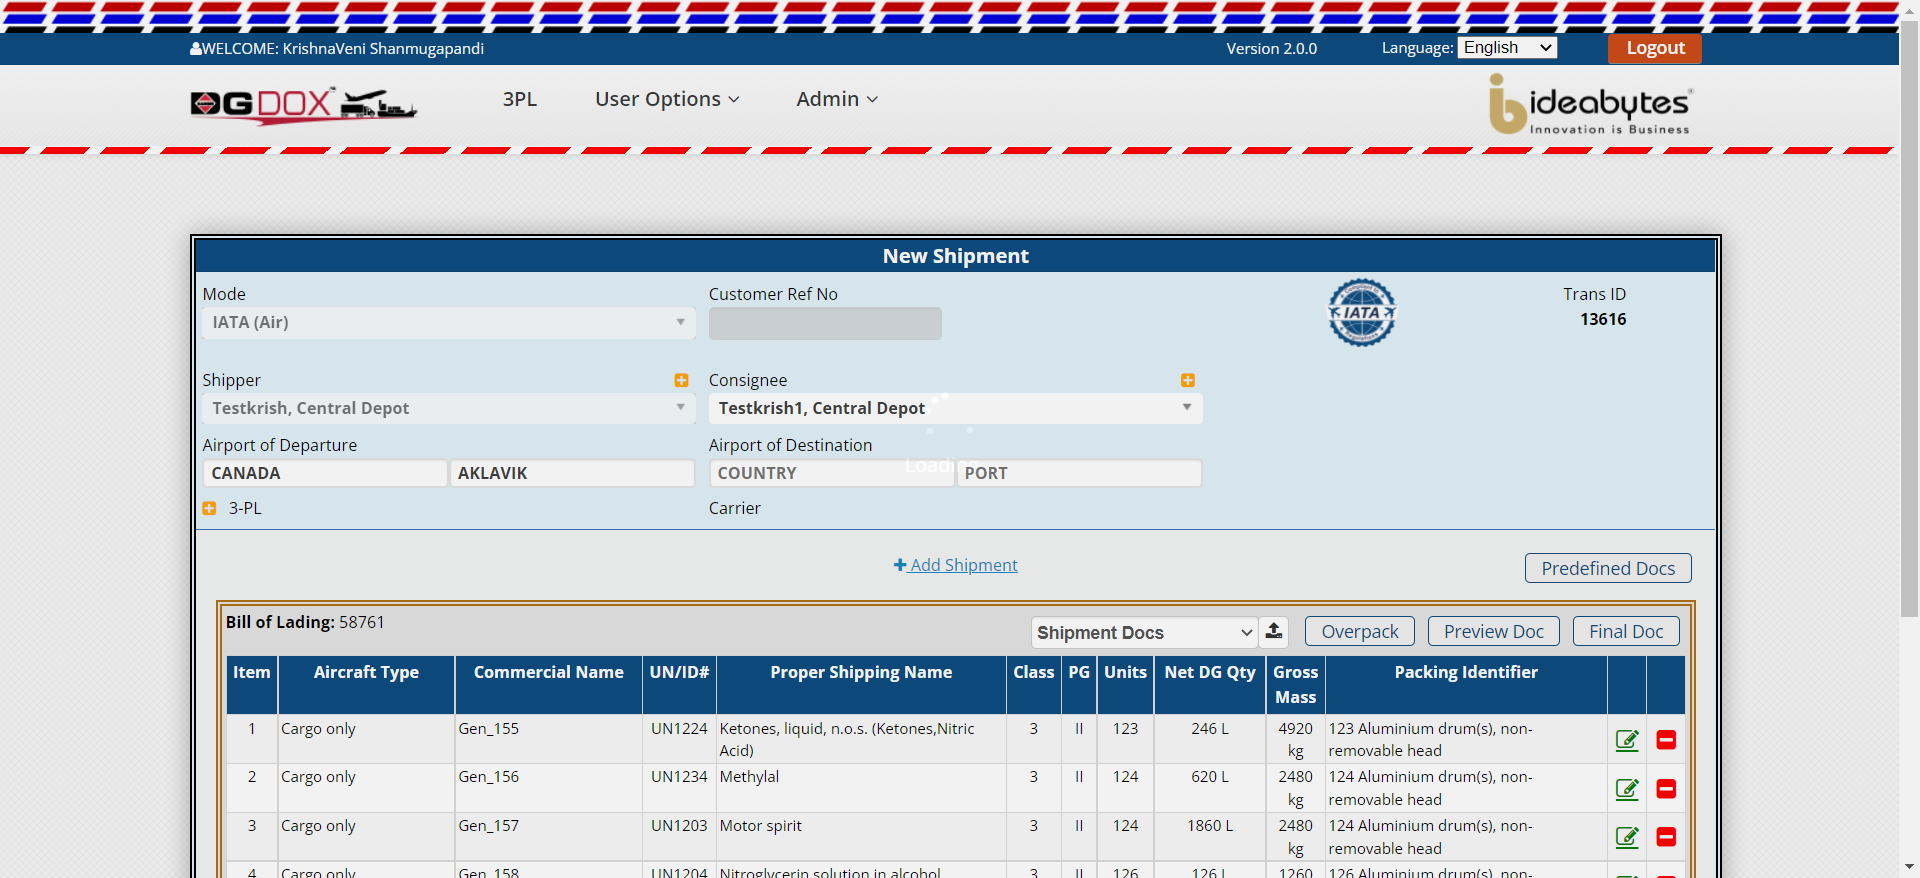 WELCOME: KrishnaVeni Shanmugapandi
Version 2.0.0
Language: English
Logout
DGDOX™
3PL
User Options
Admin
ideabytes®
Innovation is Business
New Shipment
Mode
Customer Ref No
Trans ID
IATA (Air)
IATA
13616
Shipper
Consignee
Testkrish, Central Depot
Testkrish1, Central Depot
Airport of Departure
Airport of Destination
CANADA
AKLAVIK
COUNTRY
PORT
Loading
3-PL
Carrier
Add Shipment
Predefined Docs
Bill of Lading: 58761
Shipment Docs
Overpack
Preview Doc
Final Doc
Item Aircraft Type Commercial Name UN/ID# Proper Shipping Name Class PG Units Net DG Qty Gross Packing Identifier
Mass
1 Cargo only Gen_155 UN1224 Ketones, liquid, n.o.s. (Ketones,Nitric 3 II 123 246 L 4920 123 Aluminium drum(s), non-
Acid) kg removable head
2 Cargo only Gen_156 UN1234 Methylal 3 II 124 620 L 2480 124 Aluminium drum(s), non-
kg removable head
3 Cargo only Gen_157 UN1203 Motor spirit 3 II 124 1860 L 2480 124 Aluminium drum(s), non-
kg removable head
4 Cargo only Gen_158 UN1204 Nitroglycerin solution in alcohol 3 II 126 126 L 1260 126 Aluminium drum(s), non-